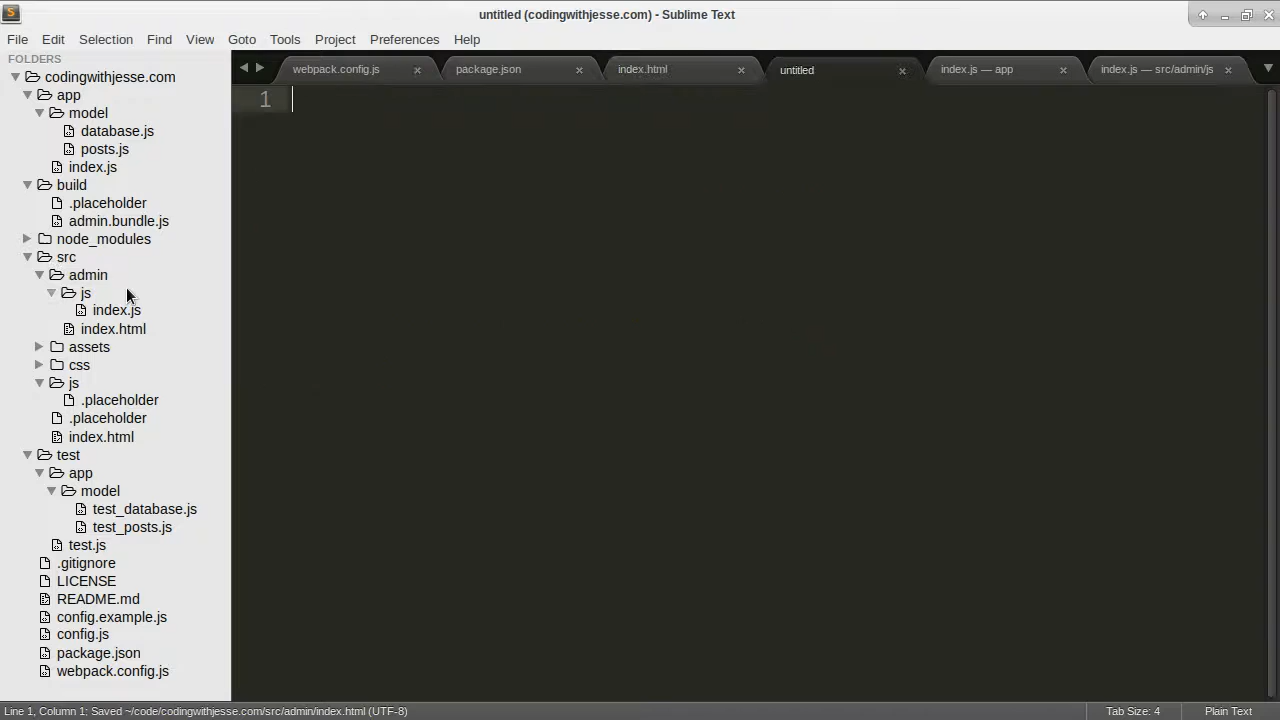 untitled (codingwithjesse.com) - Sublime Text
File Edit Selection Find View Goto Tools Project Preferences Help
FOLDERS
codingwithjesse.com
app
model
database.js
posts.js
index.js
build
.placeholder
admin.bundle.js
node_modules
src
admin
js
index.js
index.html
assets
css
js
.placeholder
.placeholder
index.html
test
app
model
test_database.js
test_posts.js
test.js
.gitignore
LICENSE
README.md
config.example.js
config.js
package.json
webpack.config.js
webpack.config.js package.json index.html untitled index.js — app index.js — src/admin/js
1
Line 1, Column 1; Saved ~/code/codingwithjesse.com/src/admin/index.html (UTF-8) Tab Size: 4 Plain Text